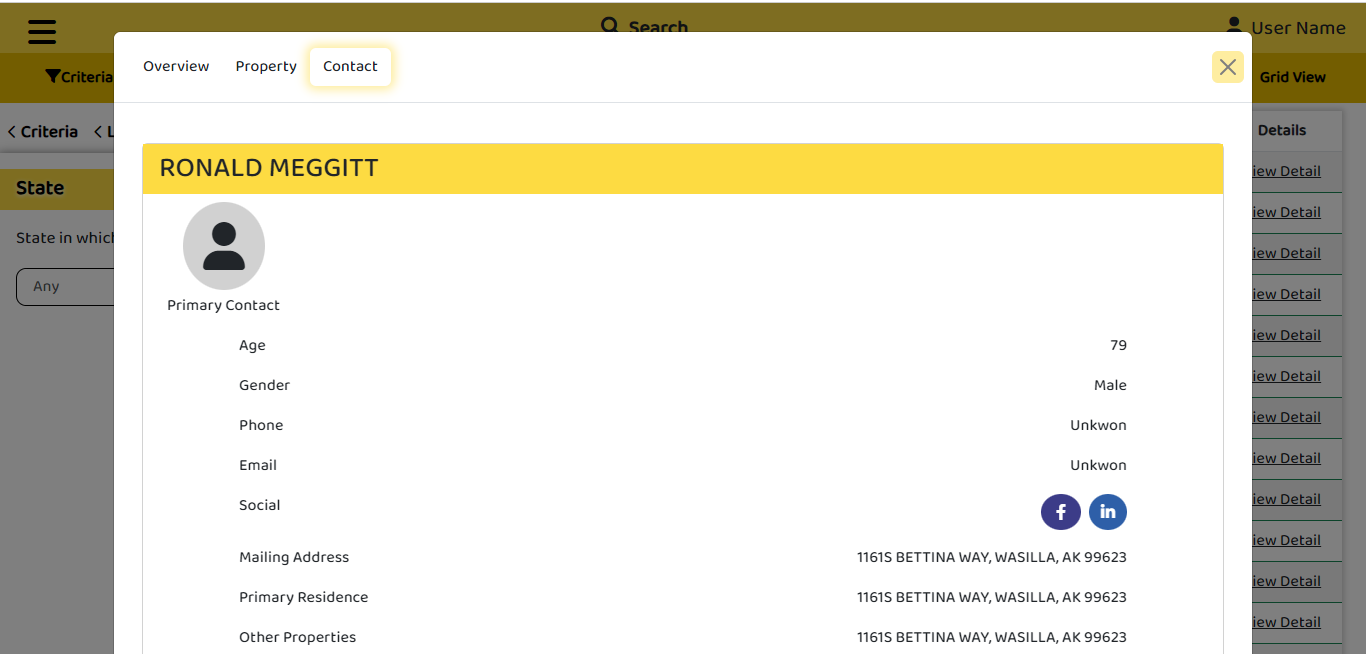 Search
User Name
Criteria
Grid View
Overview Property Contact
Criteria
Details
RONALD MEGGITT
State
State in which
Any
Primary Contact
Age 79
Gender Male
Phone Unkwon
Email Unkwon
Social f in
Mailing Address 1161S BETTINA WAY, WASILLA, AK 99623
Primary Residence 1161S BETTINA WAY, WASILLA, AK 99623
Other Properties 1161S BETTINA WAY, WASILLA, AK 99623
iew Detail
iew Detail
iew Detail
iew Detail
iew Detail
iew Detail
iew Detail
iew Detail
iew Detail
iew Detail
iew Detail
iew Detail